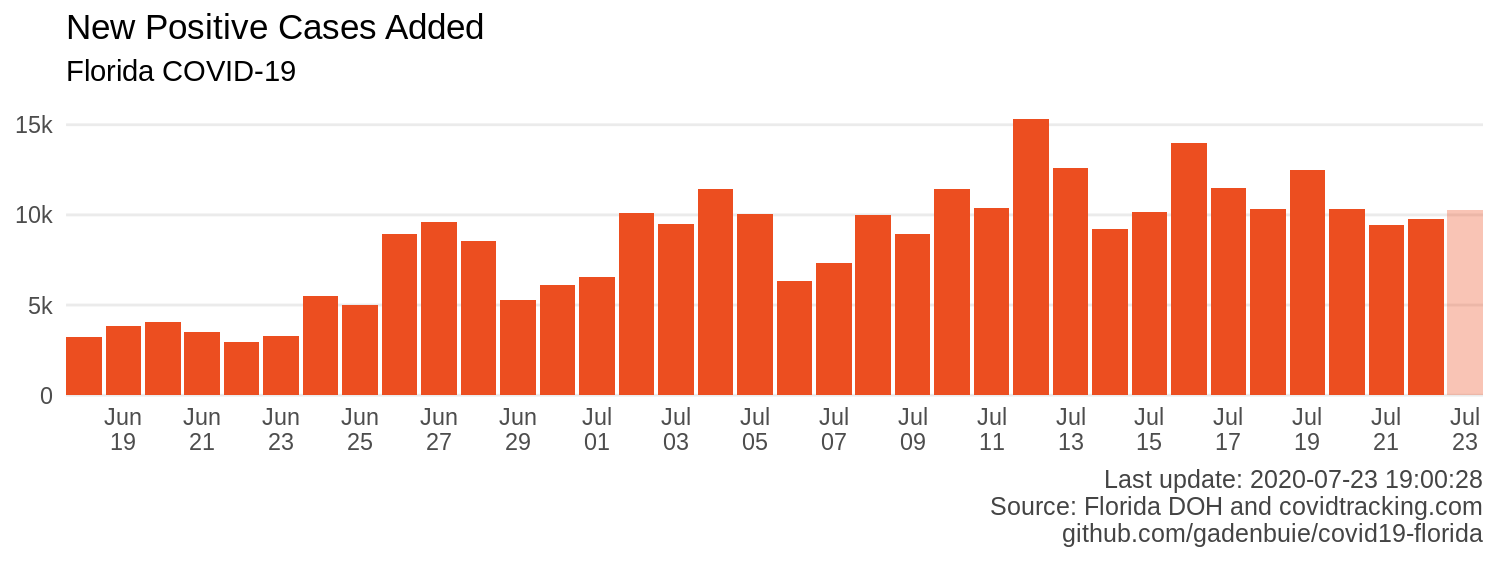 New Positive Cases Added
Florida COVID-19
15k
10k
5k
0
Jun Jun Jun Jun Jun Jun Jul Jul Jul Jul Jul Jul Jul Jul Jul Jul Jul Jul
19 21 23 25 27 29 01 03 05 07 09 11 13 15 17 19 21 23
Last update: 2020-07-23 19:00:28
Source: Florida DOH and covidtracking.com
github.com/gadenbuie/covid19-florida